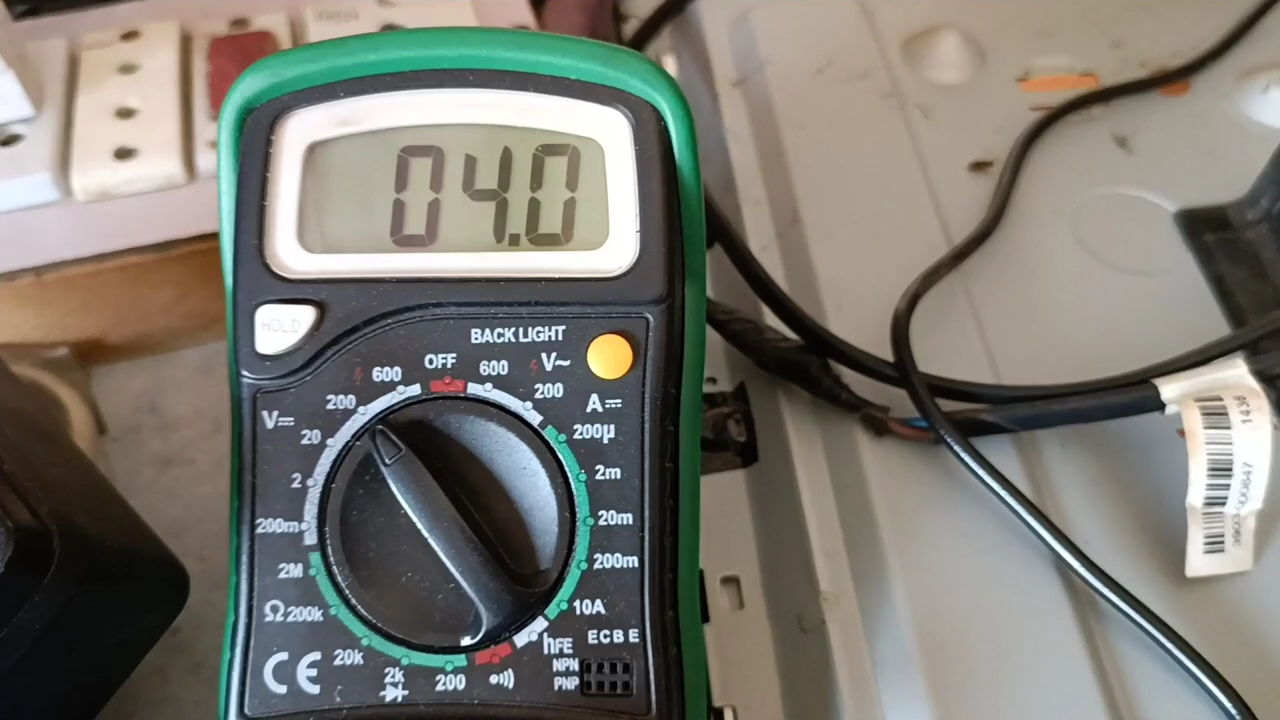 04.0
HOLD
BACK LIGHT
OFF
600
600
V~
200
200
V⎓
A⎓
20
200µ
2
2m
200m
20m
2M
200m
Ω 200k
10A
20k
hFE
E C B E
2k
200
NPN
PNP
CE